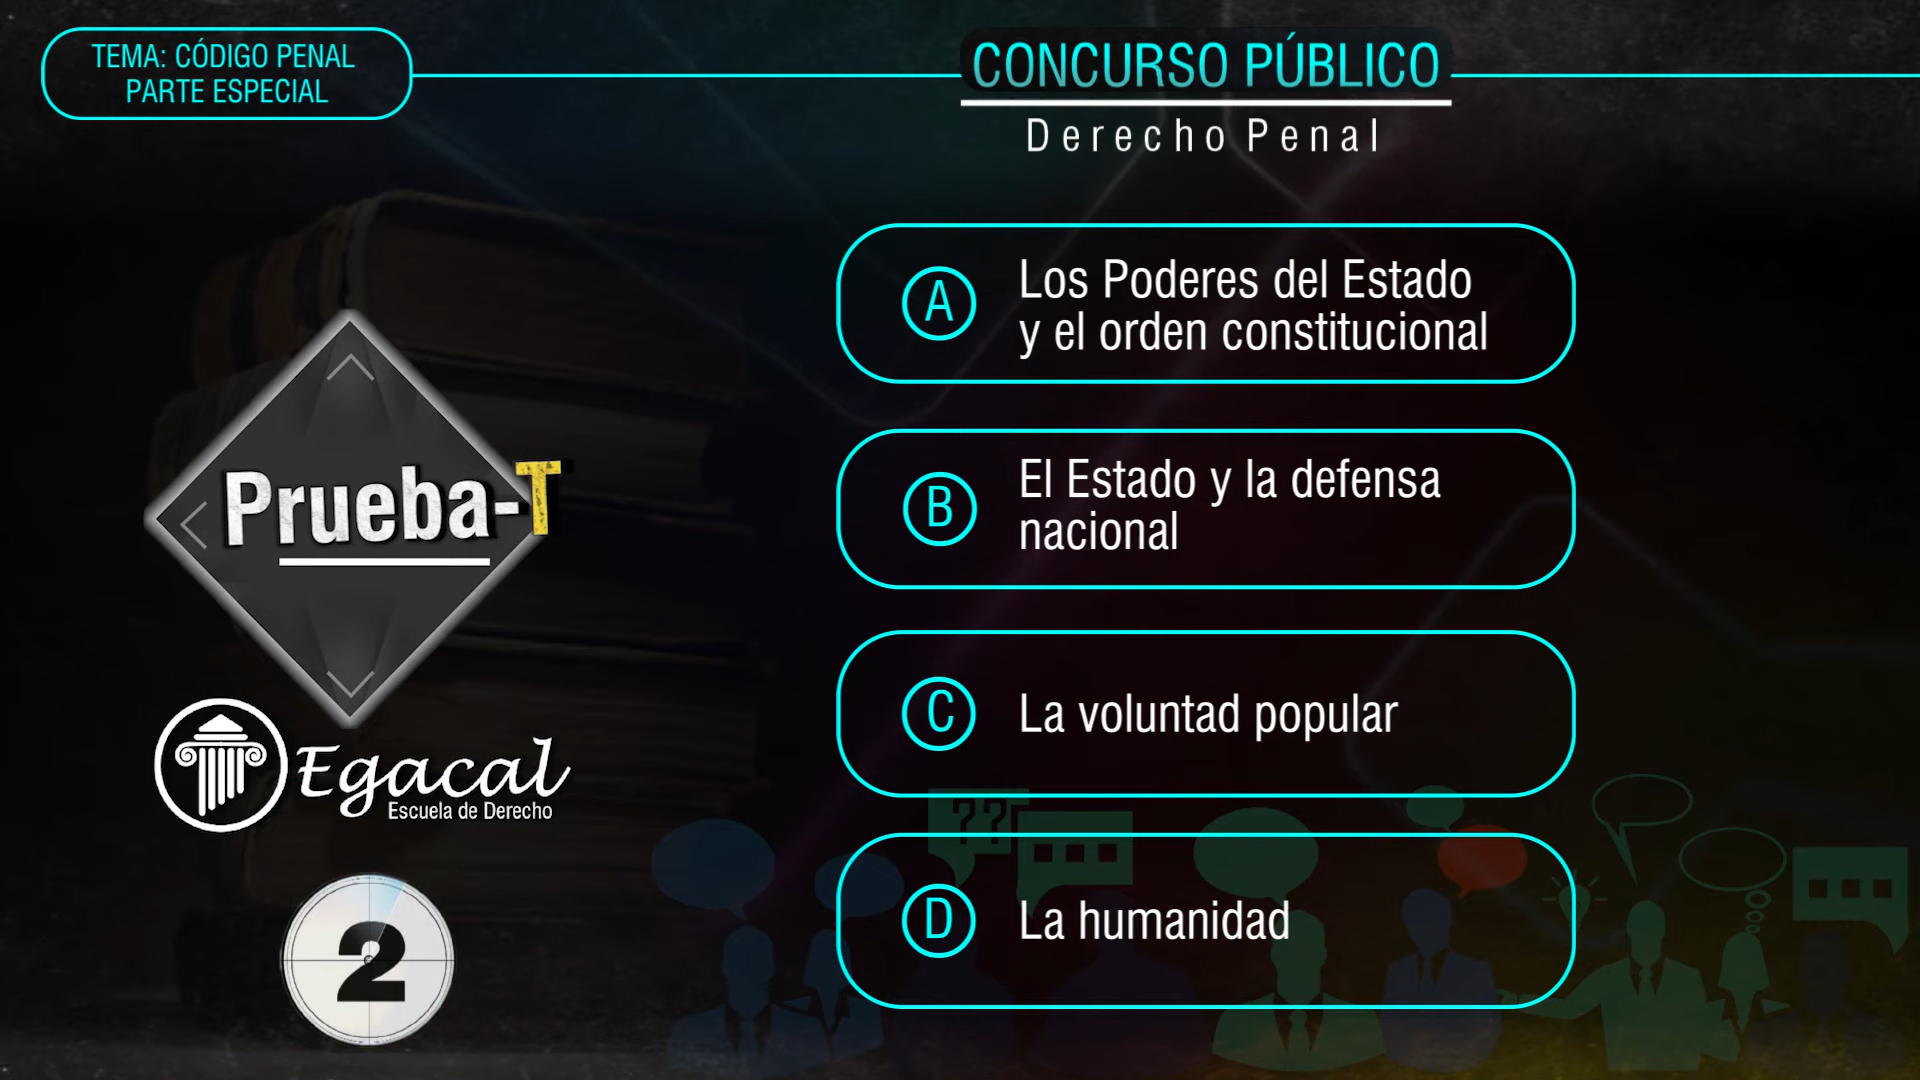 TEMA: CÓDIGO PENAL
PARTE ESPECIAL
CONCURSO PÚBLICO
Derecho Penal
A
Los Poderes del Estado
y el orden constitucional
B
El Estado y la defensa
nacional
C
La voluntad popular
D
La humanidad
Prueba-T
Egacal
Escuela de Derecho
2
??